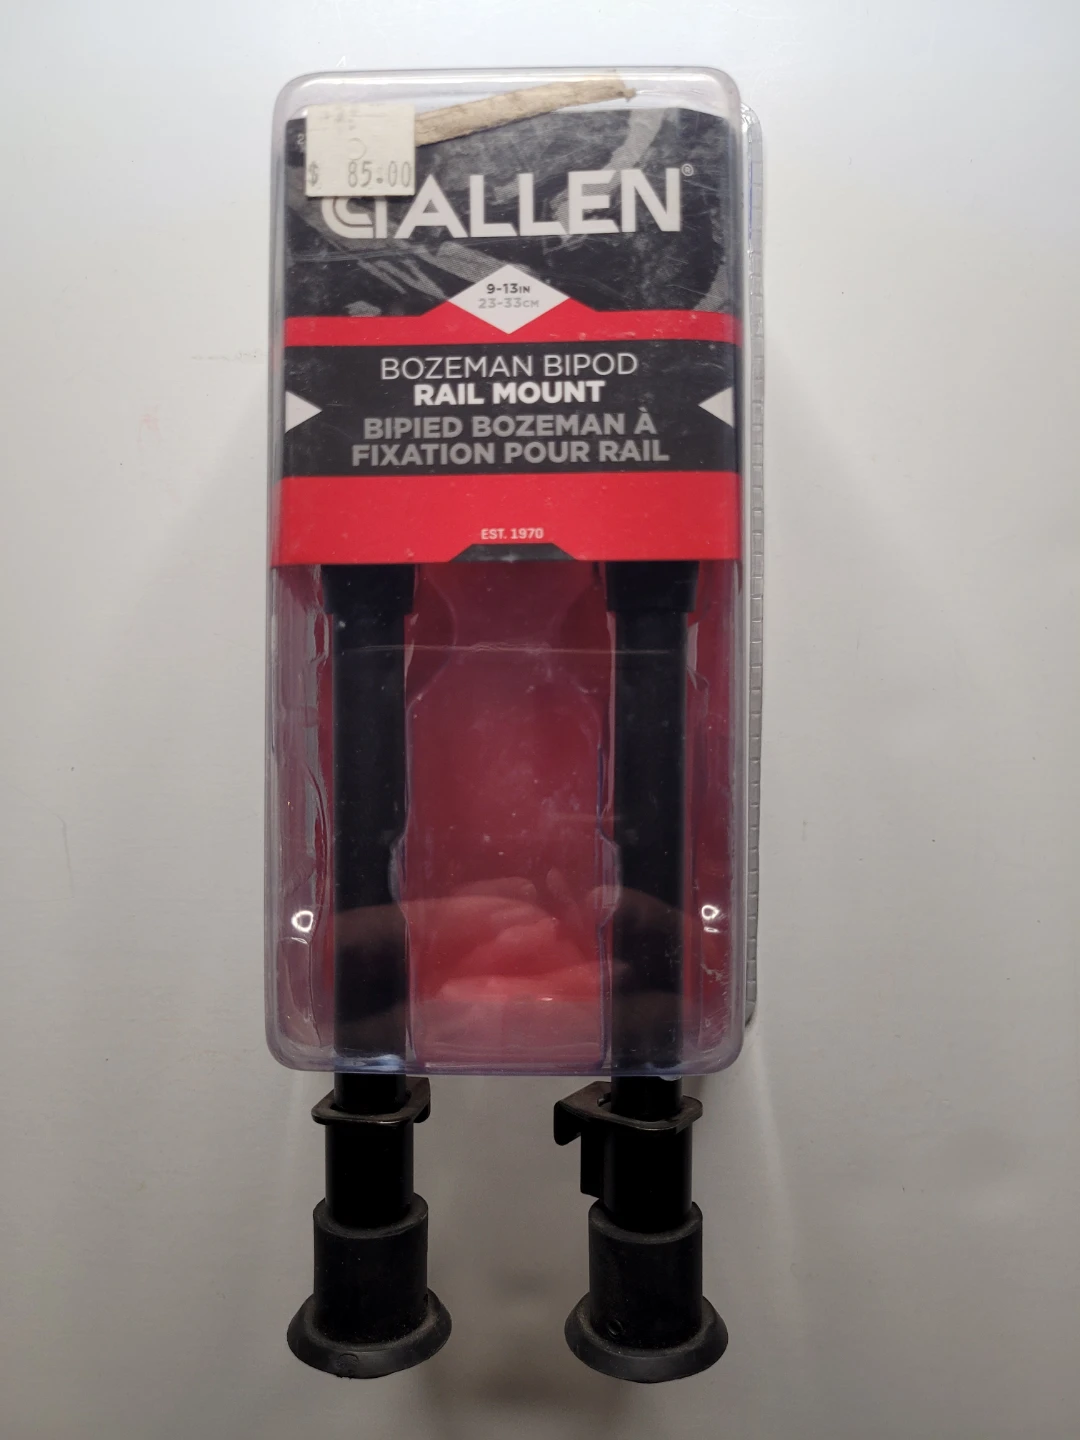 $ 85.00
ALLEN®
9-13IN
23-33CM
BOZEMAN BIPOD
RAIL MOUNT
BIPIED BOZEMAN À
FIXATION POUR RAIL
EST. 1970